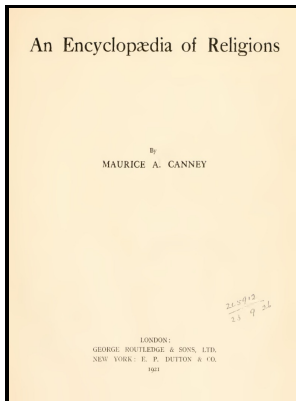 An Encyclopædia of Religions
By
MAURICE A. CANNEY
LONDON:
GEORGE ROUTLEDGE & SONS, LTD.
NEW YORK: E. P. DUTTON & CO.
1921